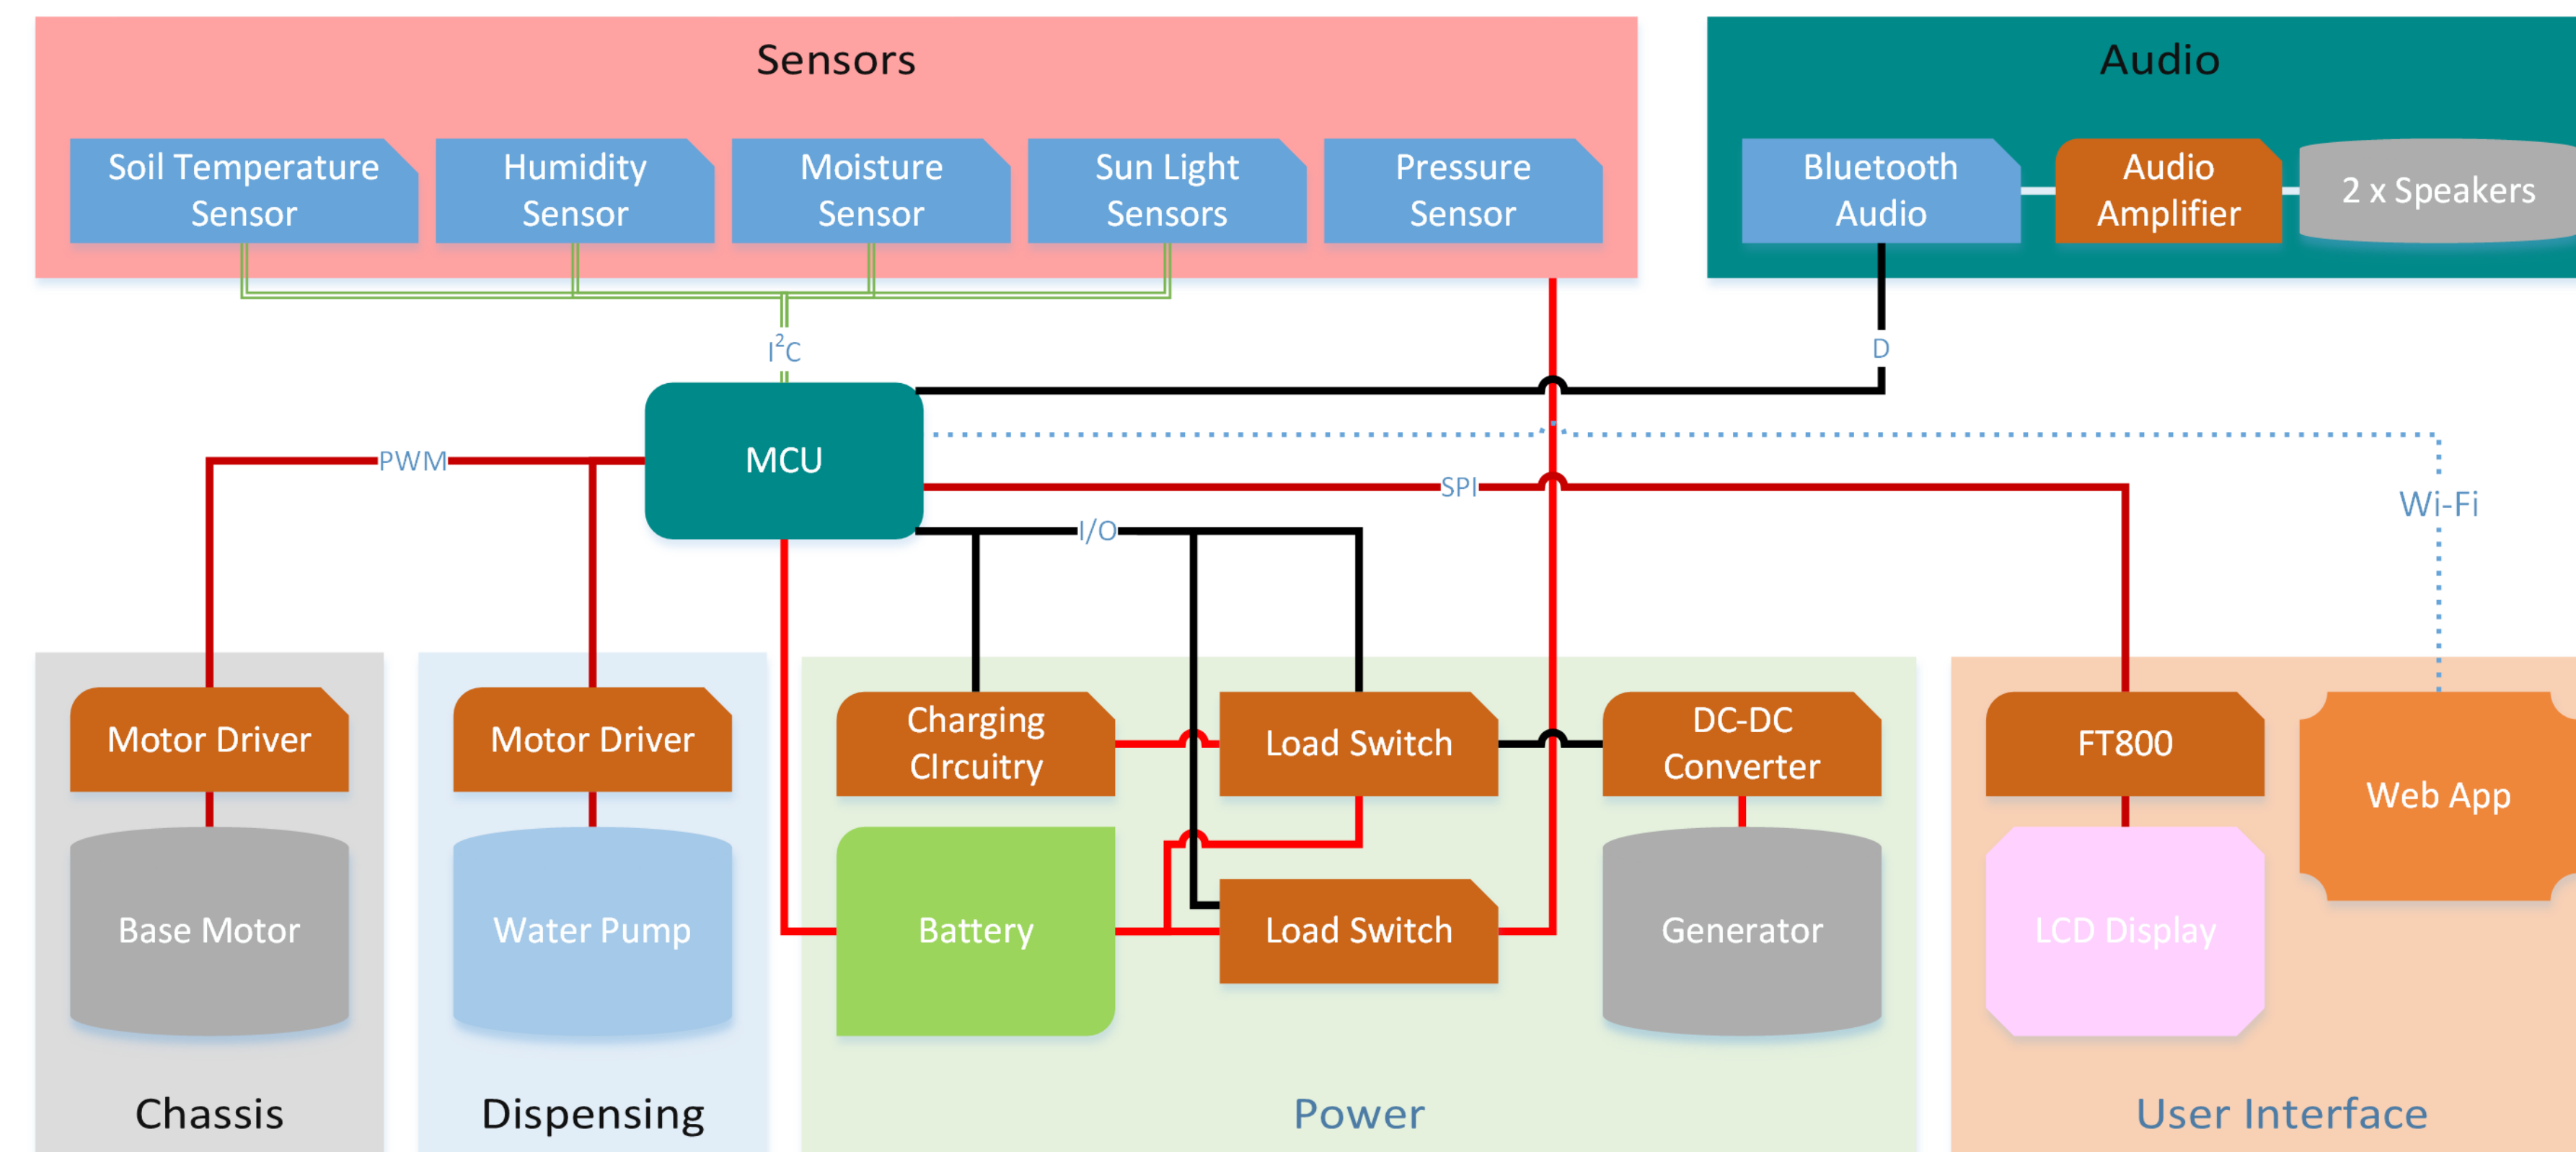 Sensors
Audio
Soil Temperature
Sensor
Humidity
Sensor
Moisture
Sensor
Sun Light
Sensors
Pressure
Sensor
Bluetooth
Audio
Audio
Amplifier
2 x Speakers
I²C
D
MCU
PWM
SPI
Wi-Fi
I/O
Motor Driver
Motor Driver
Charging
CIrcuitry
Load Switch
DC-DC
Converter
FT800
Web App
Base Motor
Water Pump
Battery
Load Switch
Generator
LCD Display
Chassis
Dispensing
Power
User Interface